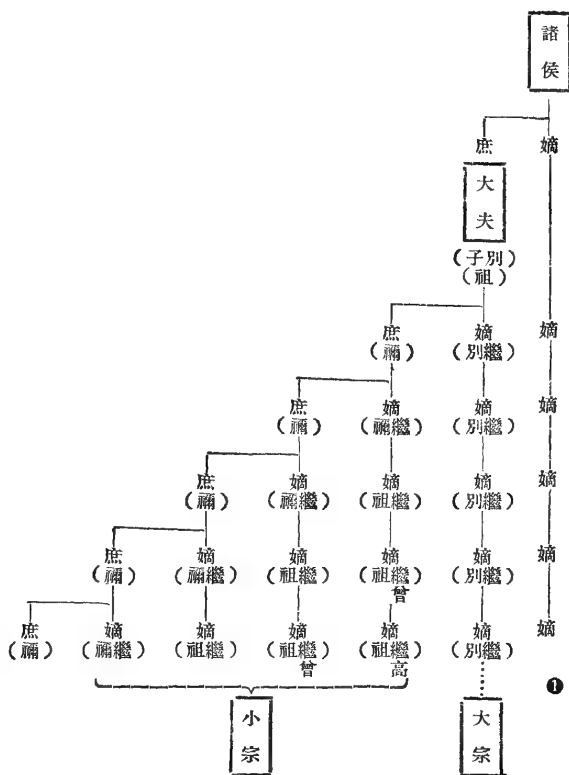 諸侯
嫡 庶
大夫
(別子)
(祖)
嫡 嫡 庶
(繼別) (禰)
嫡 嫡 嫡 庶
(繼別) (繼禰) (禰)
嫡 嫡 嫡 嫡 庶
(繼別) (繼祖) (繼禰) (禰)
嫡 嫡 嫡 嫡 嫡 庶
(繼別) (繼曾祖) (繼祖) (繼禰) (禰)
嫡 嫡 嫡 嫡 嫡 嫡 庶
(繼別) (繼高祖) (繼曾祖) (繼祖) (繼禰) (禰)
❶
大宗
小宗